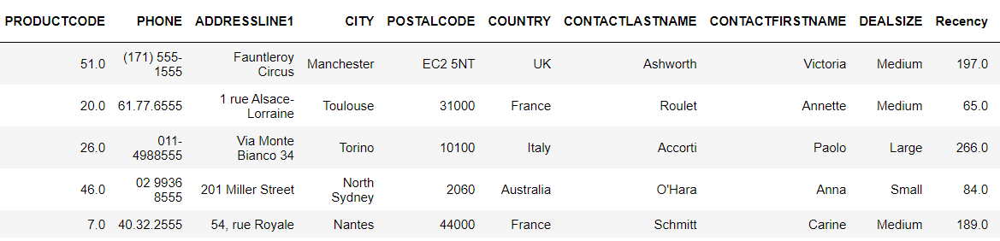 PRODUCTCODE PHONE ADDRESSLINE1 CITY POSTALCODE COUNTRY CONTACTLASTNAME CONTACTFIRSTNAME DEALSIZE Recency
51.0 (171) 555-1555 Fauntleroy Circus Manchester EC2 5NT UK Ashworth Victoria Medium 197.0
20.0 61.77.6555 1 rue Alsace-Lorraine Toulouse 31000 France Roulet Annette Medium 65.0
26.0 011-4988555 Via Monte Bianco 34 Torino 10100 Italy Accorti Paolo Large 266.0
46.0 02 9936 8555 201 Miller Street North Sydney 2060 Australia O'Hara Anna Small 84.0
7.0 40.32.2555 54, rue Royale Nantes 44000 France Schmitt Carine Medium 189.0